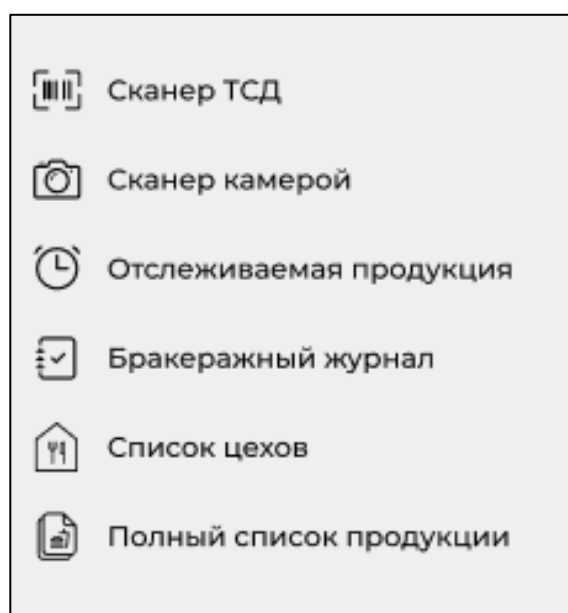 Сканер ТСД
Сканер камерой
Отслеживаемая продукция
Бракеражный журнал
Список цехов
Полный список продукции